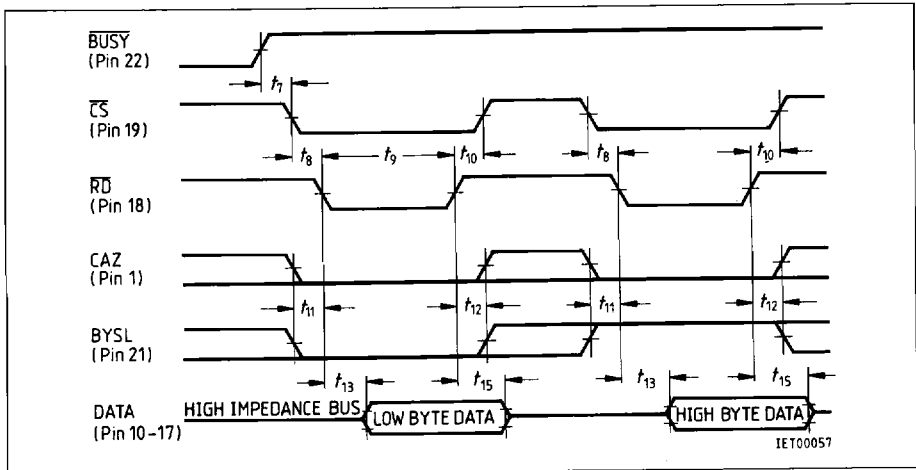 BUSY
(Pin 22)
t7
CS
(Pin 19)
t8 t9 t10 t8 t10
RD
(Pin 18)
CAZ
(Pin 1)
t11 t12 t11 t12
BYSL
(Pin 21)
t13 t15 t13 t15
DATA HIGH IMPEDANCE BUS LOW BYTE DATA HIGH BYTE DATA
(Pin 10-17)
IET00057